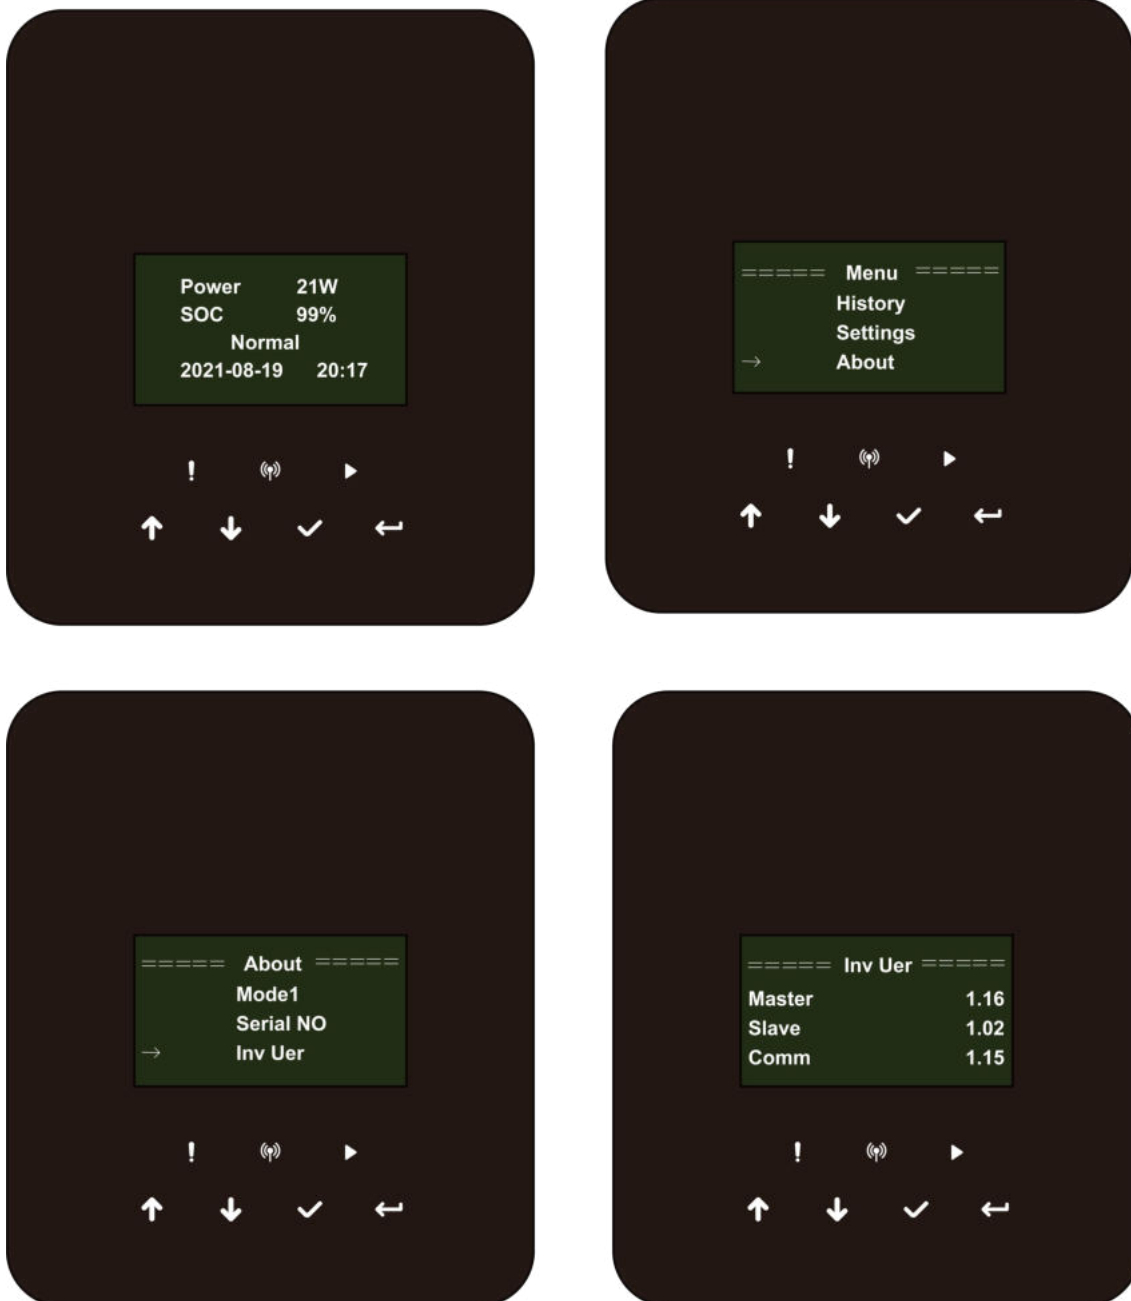 Power 21W
SOC 99%
Normal
2021-08-19 20:17
===== Menu =====
History
Settings
→ About
===== About =====
Mode1
Serial NO
→ Inv Uer
===== Inv Uer =====
Master 1.16
Slave 1.02
Comm 1.15